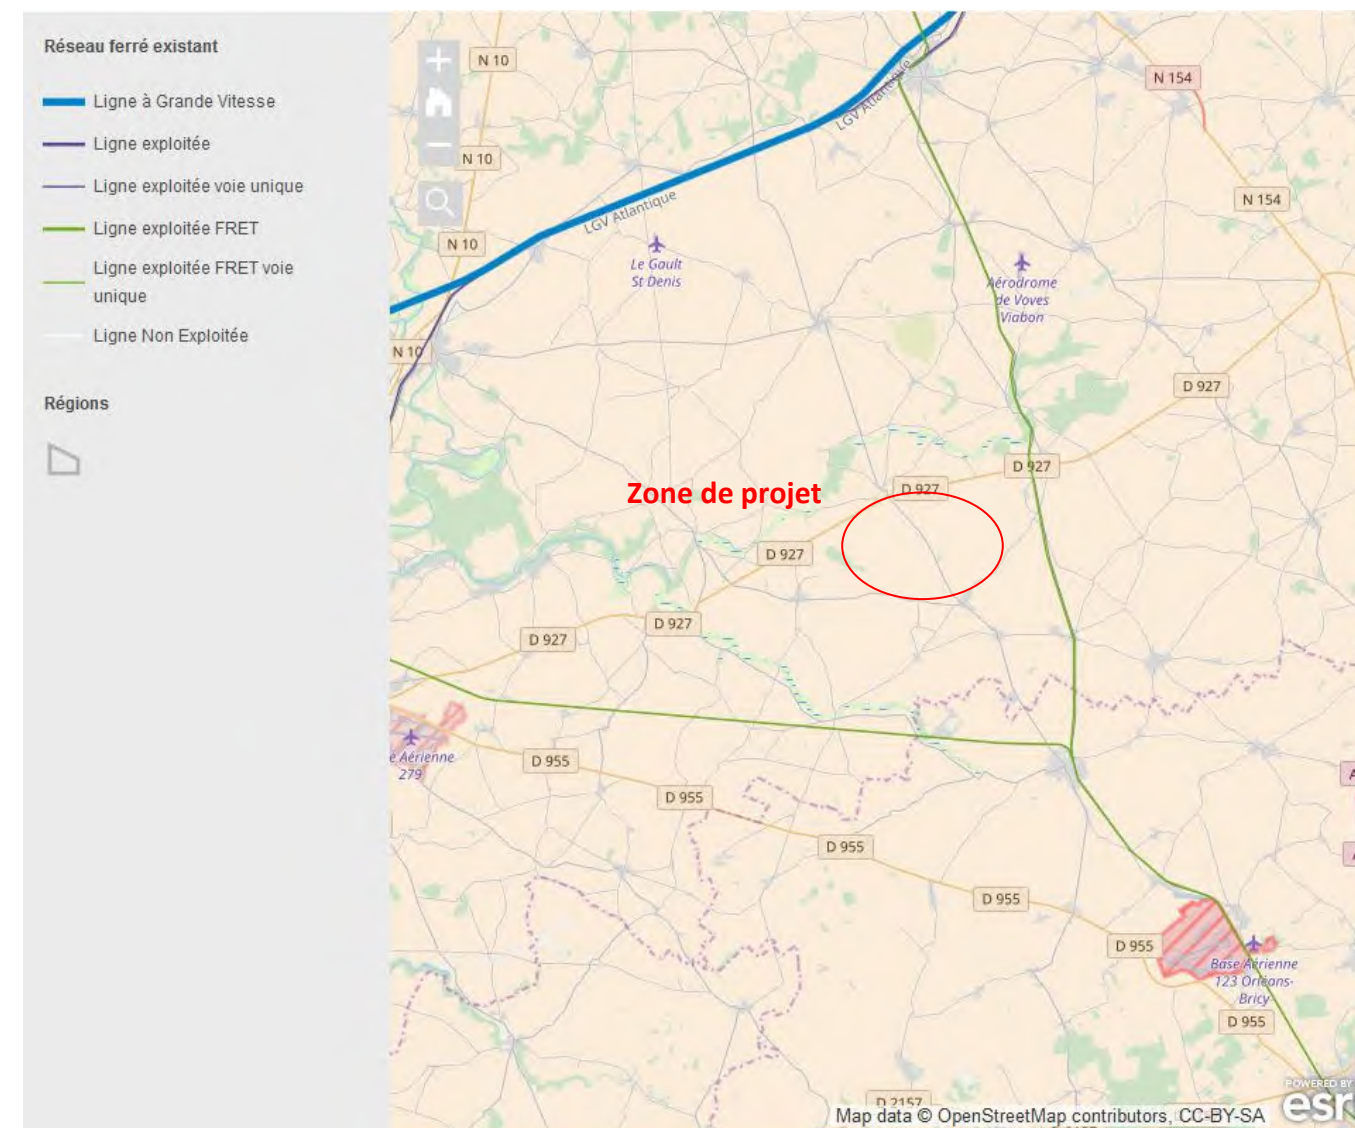 Réseau ferré existant
Ligne à Grande Vitesse
Ligne exploitée
Ligne exploitée voie unique
Ligne exploitée FRET
Ligne exploitée FRET voie
unique
Ligne Non Exploitée
Régions
N 10
N 154
LGV Atlantique
N 10
N 154
LGV Atlantique
N 10
Le Gault
St Denis
Aérodrome
de Voves
Viabon
N 10
D 927
D 927
Zone de projet
D 927
D 927
D 927
D 927
Aérienne
279
D 955
D 955
D 955
D 955
D 955
Base Aérienne
123 Orléans-
Bricy
D 955
D 2157
POWERED BY
esri
Map data © OpenStreetMap contributors, CC-BY-SA